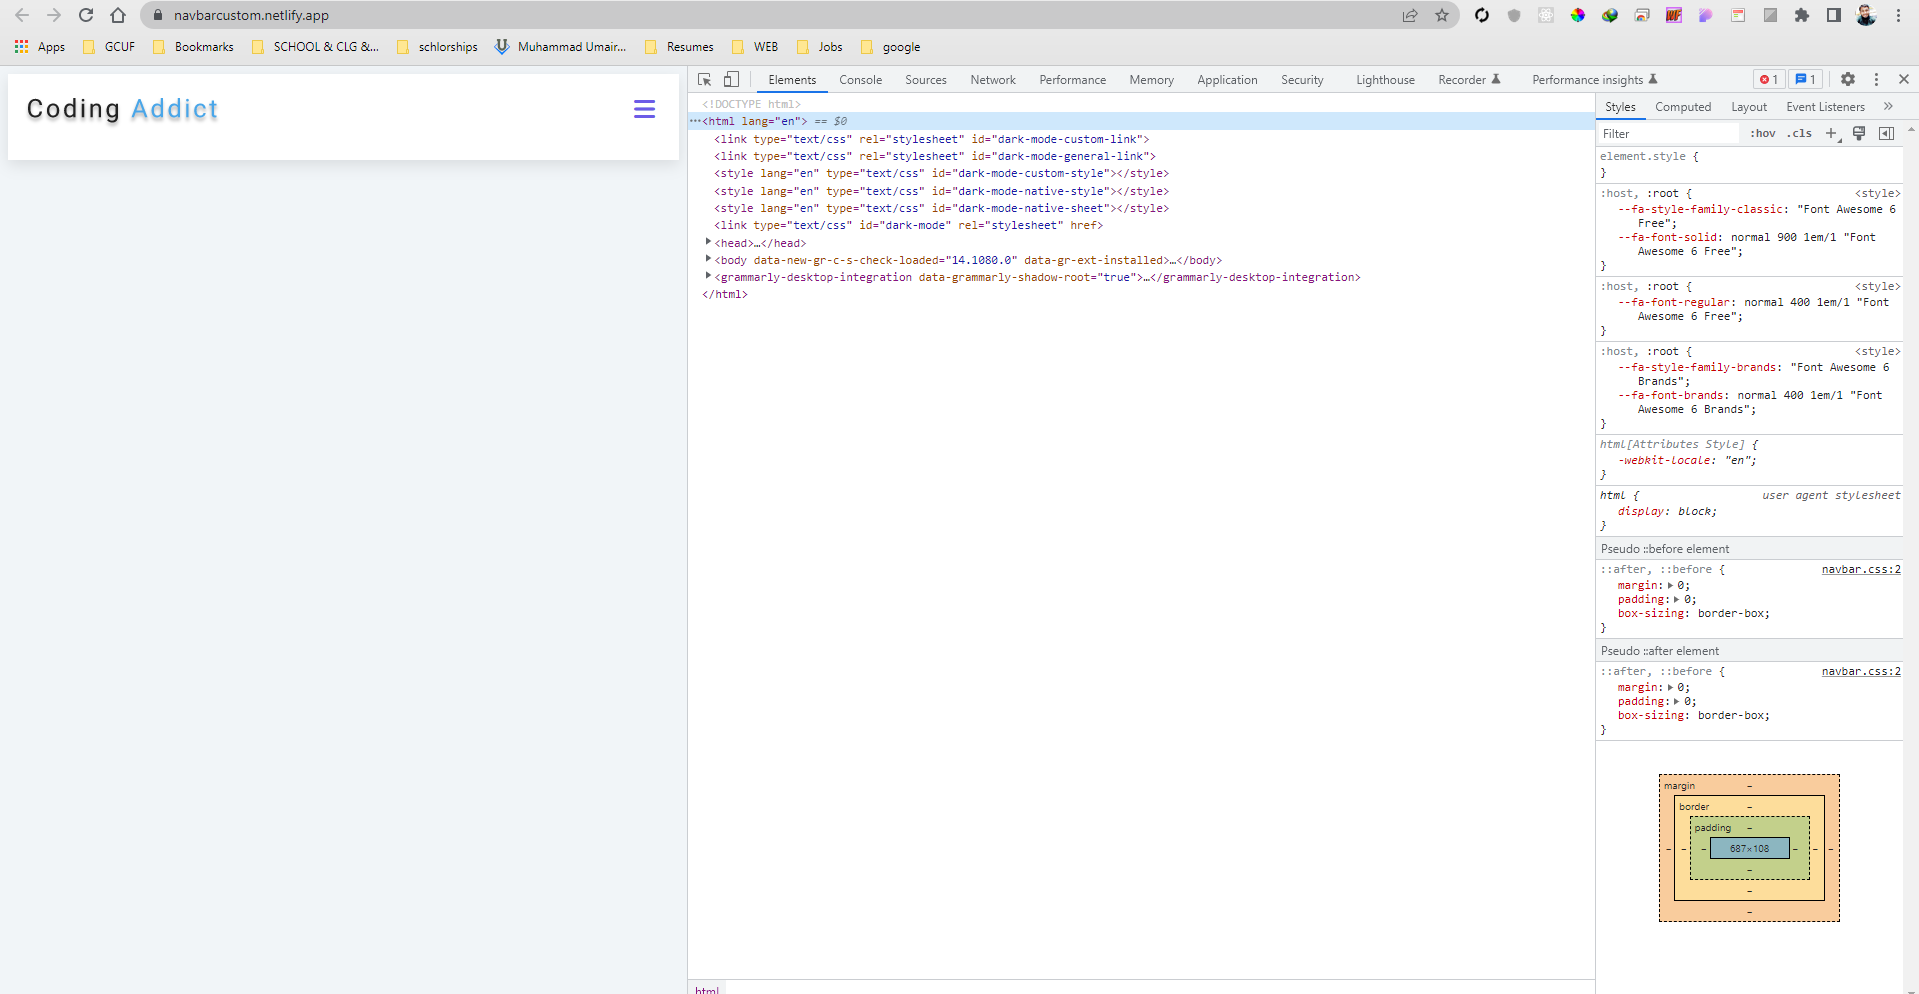 navbarcustom.netlify.app
Apps GCUF Bookmarks SCHOOL & CLG &... schlorships Muhammad Umair... Resumes WEB Jobs google
Coding Addict
Elements Console Sources Network Performance Memory Application Security Lighthouse Recorder Performance insights 1 1
<!DOCTYPE html>
<html lang="en"> == $0
<link type="text/css" rel="stylesheet" id="dark-mode-custom-link">
<link type="text/css" rel="stylesheet" id="dark-mode-general-link">
<style lang="en" type="text/css" id="dark-mode-custom-style"></style>
<style lang="en" type="text/css" id="dark-mode-native-style"></style>
<style lang="en" type="text/css" id="dark-mode-native-sheet"></style>
<link type="text/css" id="dark-mode" rel="stylesheet" href>
<head>…</head>
<body data-new-gr-c-s-check-loaded="14.1080.0" data-gr-ext-installed>…</body>
<grammarly-desktop-integration data-grammarly-shadow-root="true">…</grammarly-desktop-integration>
</html>
html
Styles Computed Layout Event Listeners »
Filter :hov .cls +
element.style {
}
:host, :root { <style>
--fa-style-family-classic: "Font Awesome 6
Free";
--fa-font-solid: normal 900 1em/1 "Font
Awesome 6 Free";
}
:host, :root { <style>
--fa-font-regular: normal 400 1em/1 "Font
Awesome 6 Free";
}
:host, :root { <style>
--fa-style-family-brands: "Font Awesome 6
Brands";
--fa-font-brands: normal 400 1em/1 "Font
Awesome 6 Brands";
}
html[Attributes Style] {
-webkit-locale: "en";
}
html { user agent stylesheet
display: block;
}
Pseudo ::before element
::after, ::before { navbar.css:2
margin: 0;
padding: 0;
box-sizing: border-box;
}
Pseudo ::after element
::after, ::before { navbar.css:2
margin: 0;
padding: 0;
box-sizing: border-box;
}
margin –
border –
padding –
– – – 687×108 – – –
–
–
–